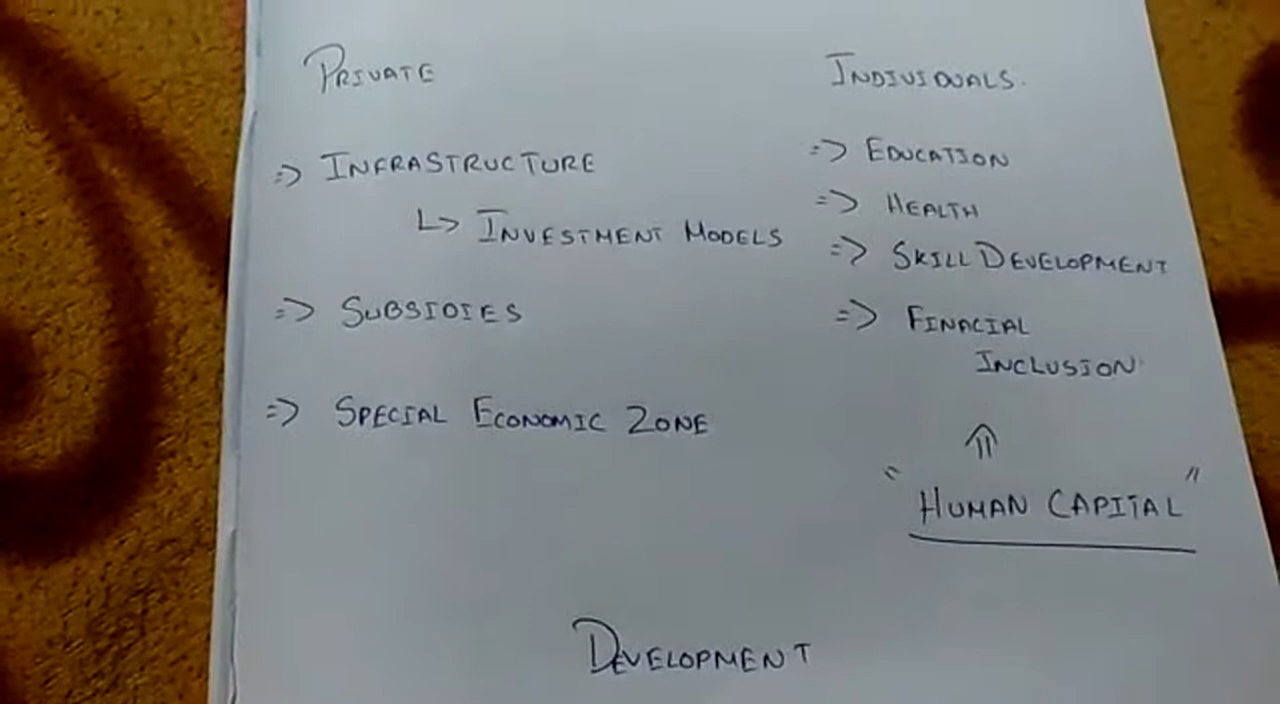 PRIVATE
=> INFRASTRUCTURE
↳ INVESTMENT MODELS
=> SUBSIDIES
=> SPECIAL ECONOMIC ZONE
INDIVIDUALS.
=> EDUCATION
=> HEALTH
=> SKILL DEVELOPMENT
=> FINACIAL
INCLUSION.
⇑
"HUMAN CAPITAL"
DEVELOPMENT